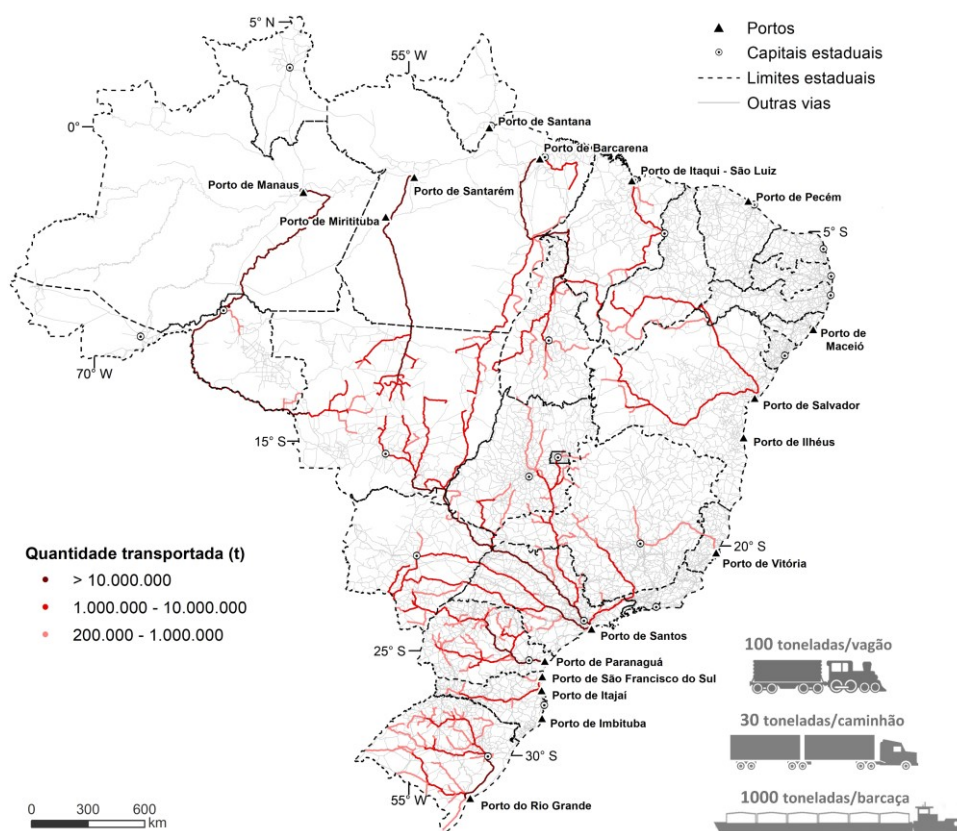 5° N
55° W
Portos
Capitais estaduais
Limites estaduais
Outras vias
0°
Porto de Santana
Porto de Barcarena
Porto de Itaqui - São Luiz
Porto de Manaus
Porto de Santarém
Porto de Pecém
Porto de Miritituba
5° S
70° W
Porto de
Maceió
Porto de Salvador
15° S
Porto de Ilhéus
Quantidade transportada (t)
> 10.000.000
1.000.000 - 10.000.000
200.000 - 1.000.000
20° S
Porto de Vitória
Porto de Santos
25° S
Porto de Paranaguá
Porto de São Francisco do Sul
Porto de Itajaí
Porto de Imbituba
30° S
55° W
Porto do Rio Grande
0 300 600
km
100 toneladas/vagão
30 toneladas/caminhão
1000 toneladas/barcaça